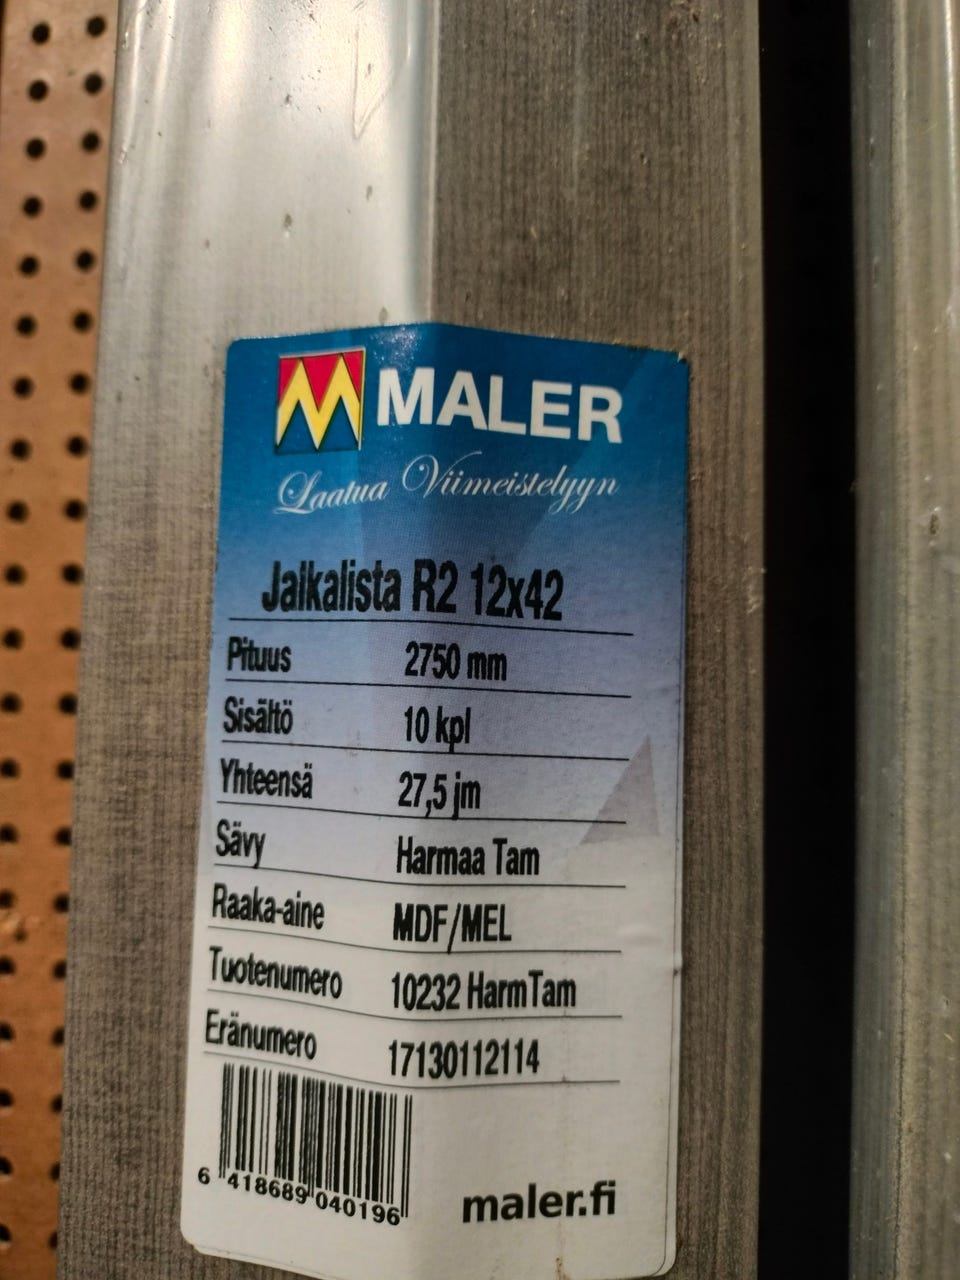 MALER
Laatua Viimeistelyyn
Jalkalista R2 12x42
Pituus 2750 mm
Sisältö 10 kpl
Yhteensä 27,5 jm
Sävy Harmaa Tam
Raaka-aine MDF/MEL
Tuotenumero 10232 HarmTam
Eränumero 17130112114
6 418689 040196
maler.fi